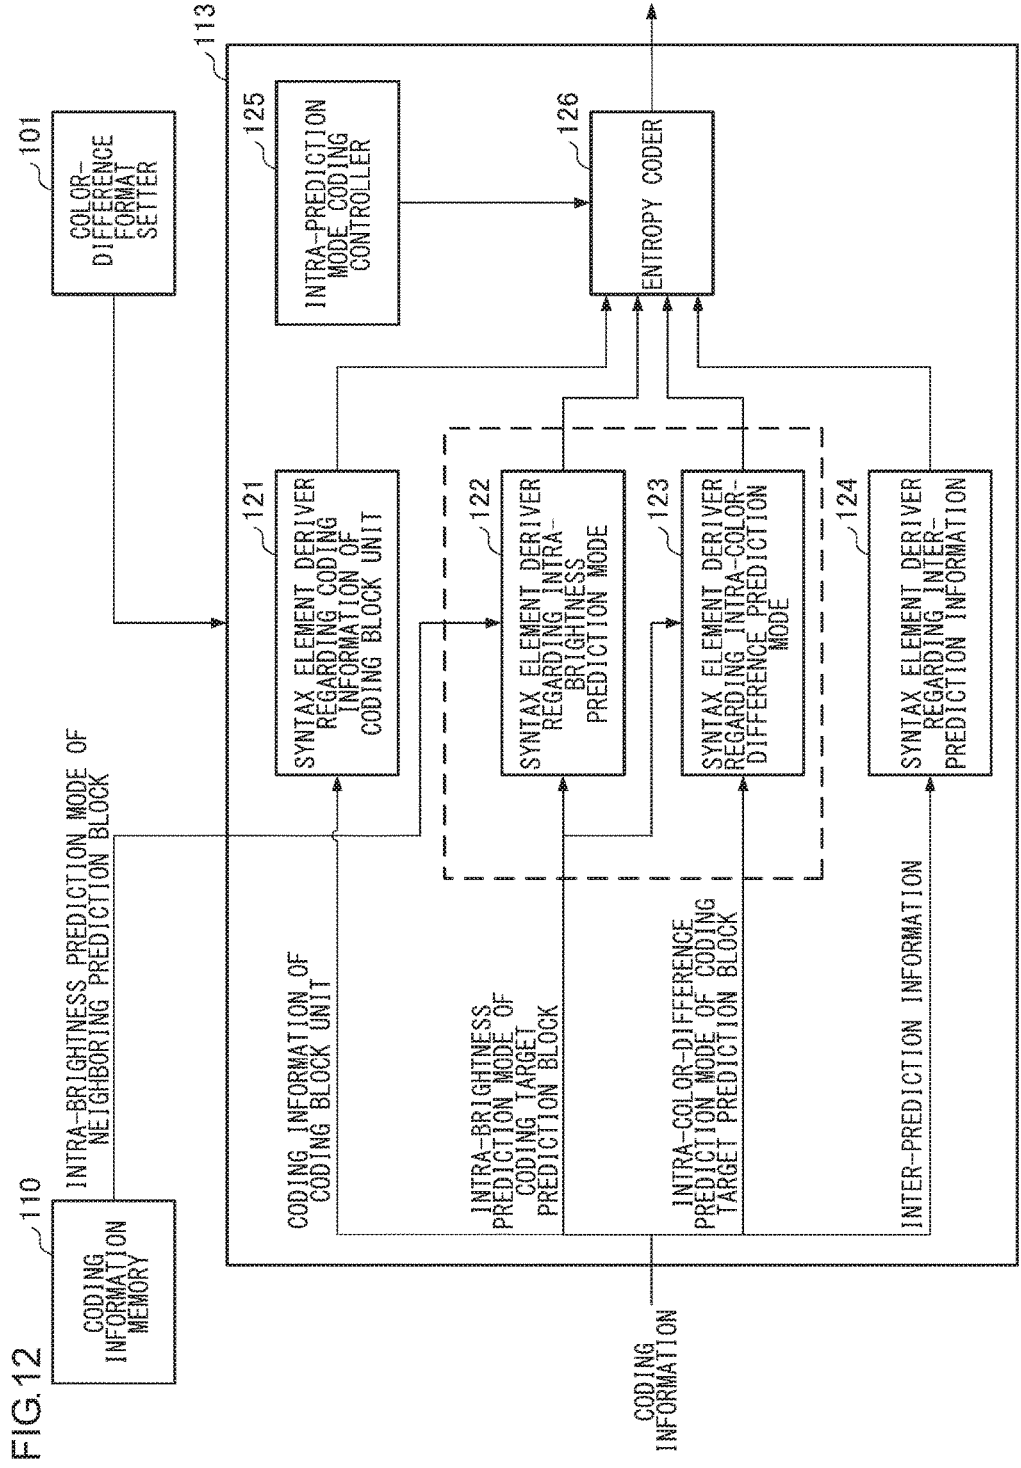 FIG.12
110
CODING
INFORMATION
MEMORY
INTRA-BRIGHTNESS PREDICTION MODE OF
NEIGHBORING PREDICTION BLOCK
101
COLOR-
DIFFERENCE
FORMAT
SETTER
113
CODING INFORMATION OF
CODING BLOCK UNIT
121
SYNTAX ELEMENT DERIVER
REGARDING CODING
INFORMATION OF
CODING BLOCK UNIT
125
INTRA-PREDICTION
MODE CODING
CONTROLLER
INTRA-BRIGHTNESS
PREDICTION MODE OF
CODING TARGET
PREDICTION BLOCK
122
SYNTAX ELEMENT DERIVER
REGARDING INTRA-
BRIGHTNESS
PREDICTION MODE
126
ENTROPY CODER
CODING
INFORMATION
INTRA-COLOR-DIFFERENCE
PREDICTION MODE OF CODING
TARGET PREDICTION BLOCK
123
SYNTAX ELEMENT DERIVER
REGARDING INTRA-COLOR-
DIFFERENCE PREDICTION
MODE
INTER-PREDICTION INFORMATION
124
SYNTAX ELEMENT DERIVER
REGARDING INTER-
PREDICTION INFORMATION